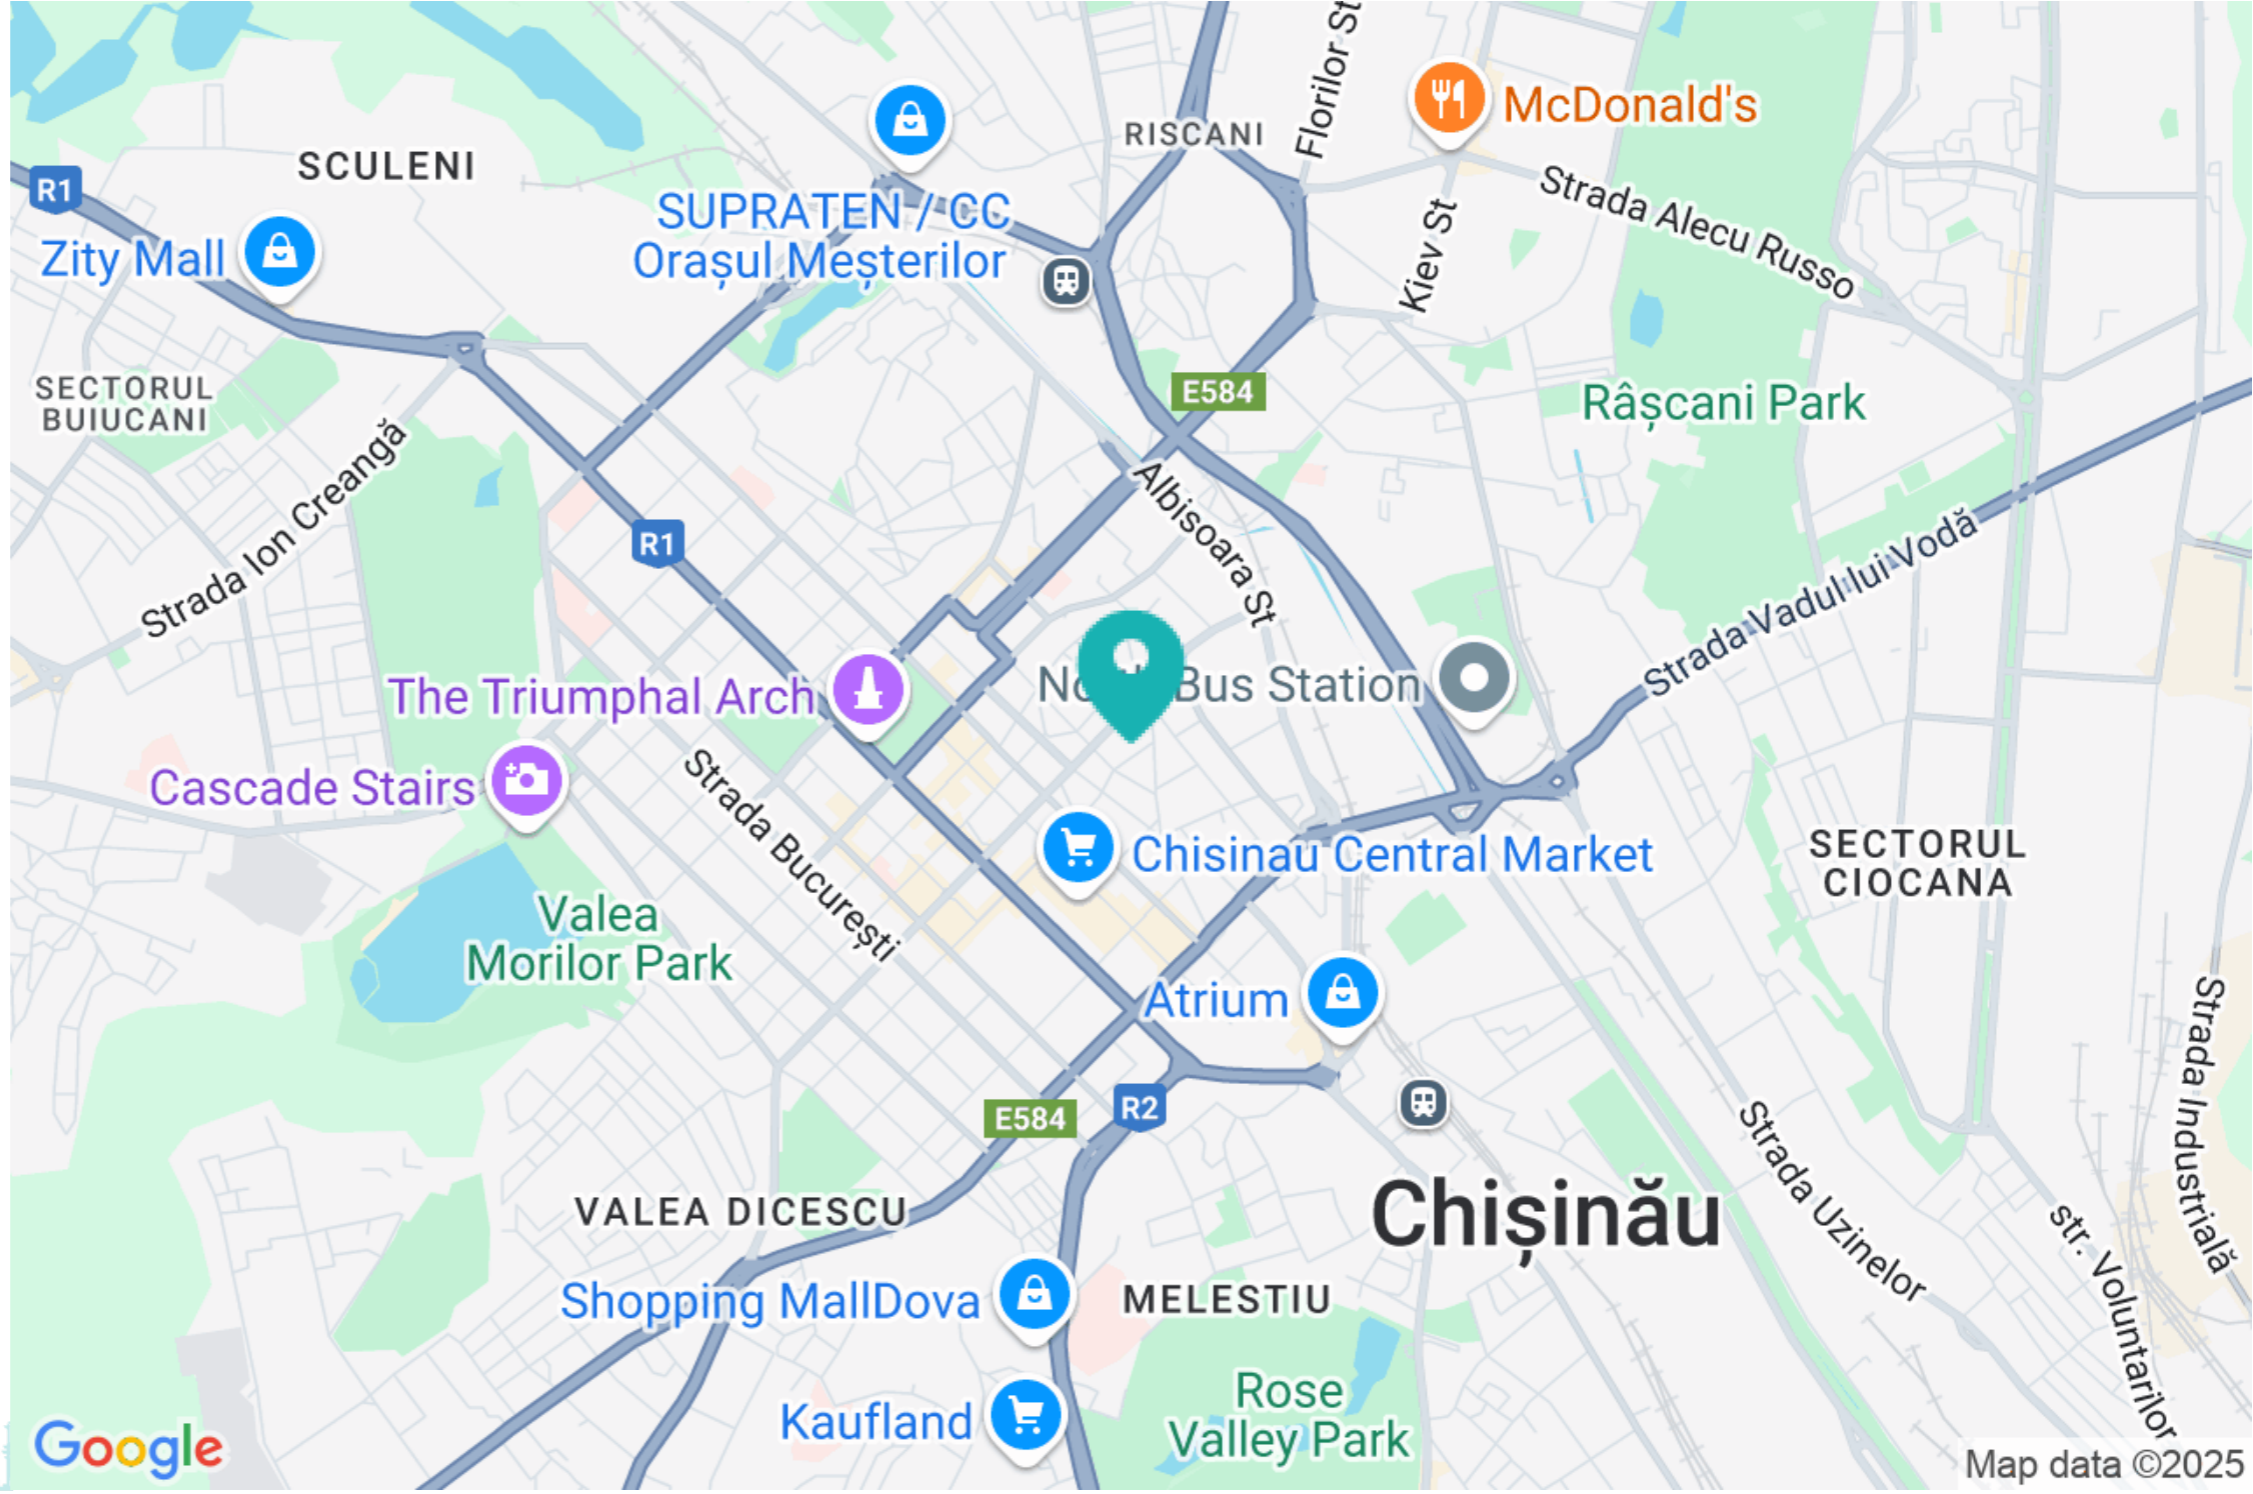 Florilor St
McDonald's
RISCANI
SCULENI
R1
Strada Alecu Russo
SUPRATEN / CC
Orașul Meșterilor
Zity Mall
Kiev St
E584
SECTORUL
BUIUCANI
Râșcani Park
Strada Ion Creangă
R1
Albisoara St
Strada Vadul lui Vodă
Bus Station
The Triumphal Arch
Cascade Stairs
Strada București
Chisinau Central Market
SECTORUL
CIOCANA
Valea
Morilor Park
Atrium
Strada Industrială
E584
R2
Strada Uzinelor
VALEA DICESCU
Chișinău
str. Voluntarilor
Shopping MallDova
MELESTIU
Rose
Valley Park
Kaufland
Google
Map data ©2025